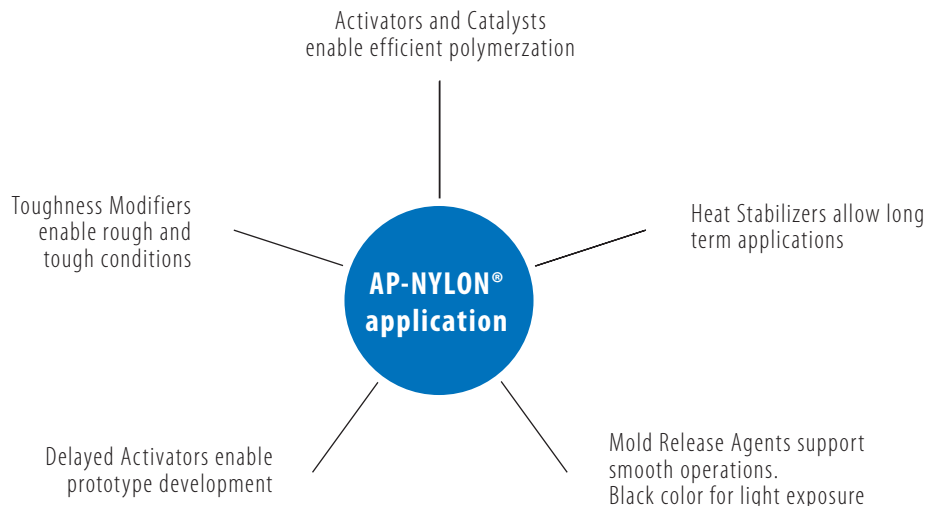 Activators and Catalysts
enable efficient polymerzation
Toughness Modifiers
enable rough and
tough conditions
Heat Stabilizers allow long
term applications
AP-NYLON®
application
Delayed Activators enable
prototype development
Mold Release Agents support
smooth operations.
Black color for light exposure